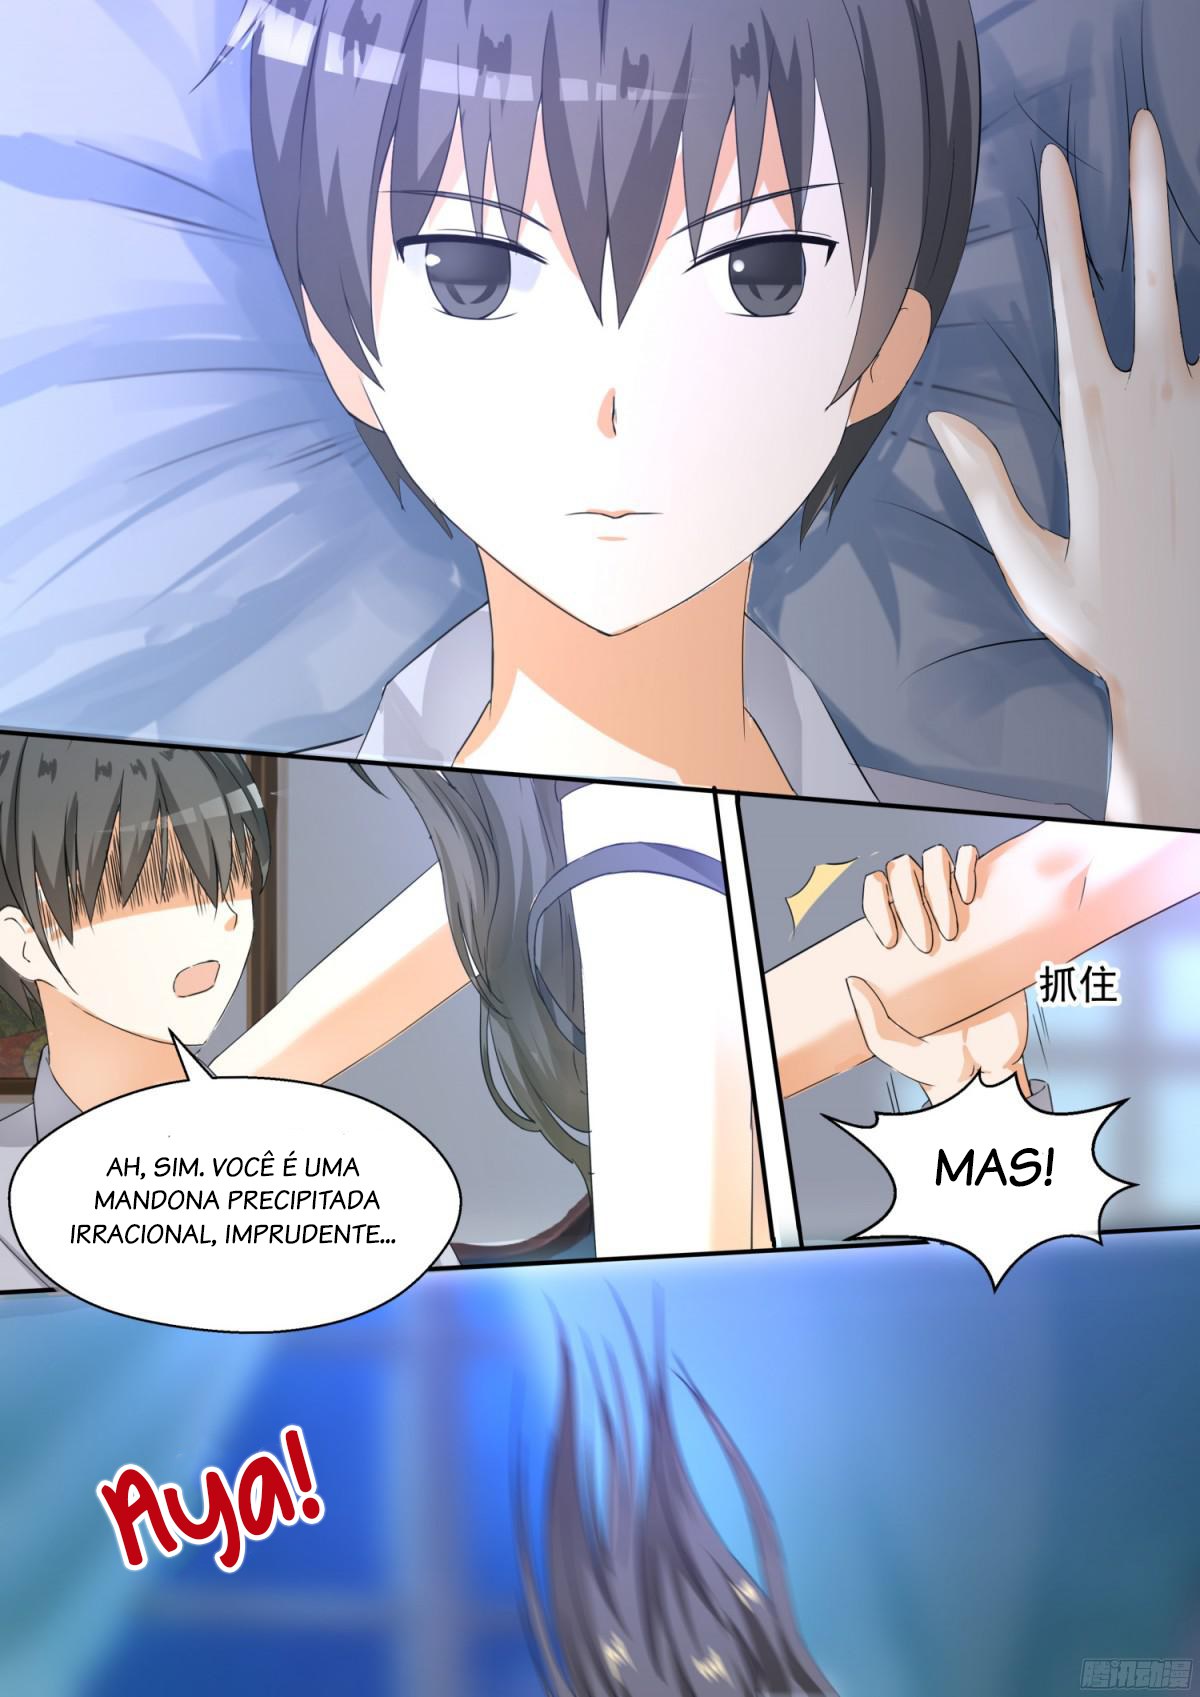 AH, SIM. VOCÊ É UMA
MANDONA PRECIPITADA
IRRACIONAL, IMPRUDENTE...
抓住
MAS!
Aya!
腾讯动漫